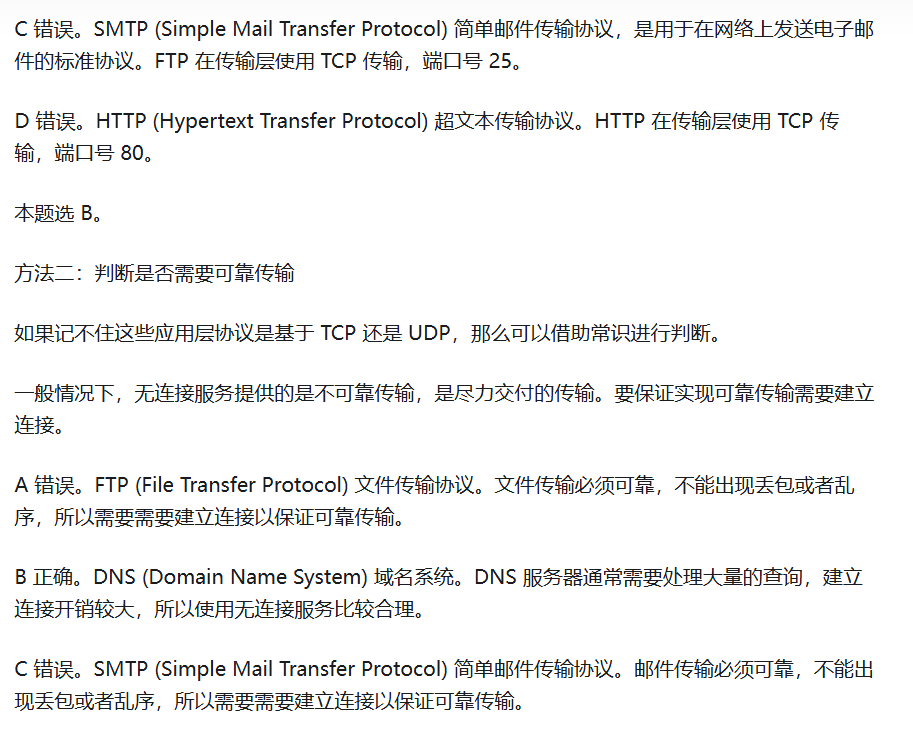 C 错误。SMTP (Simple Mail Transfer Protocol) 简单邮件传输协议，是用于在网络上发送电子邮
件的标准协议。FTP 在传输层使用 TCP 传输，端口号 25。
D 错误。HTTP (Hypertext Transfer Protocol) 超文本传输协议。HTTP 在传输层使用 TCP 传
输，端口号 80。
本题选 B。
方法二：判断是否需要可靠传输
如果记不住这些应用层协议是基于 TCP 还是 UDP，那么可以借助常识进行判断。
一般情况下，无连接服务提供的是不可靠传输，是尽力交付的传输。要保证实现可靠传输需要建立
连接。
A 错误。FTP (File Transfer Protocol) 文件传输协议。文件传输必须可靠，不能出现丢包或者乱
序，所以需要需要建立连接以保证可靠传输。
B 正确。DNS (Domain Name System) 域名系统。DNS 服务器通常需要处理大量的查询，建立
连接开销较大，所以使用无连接服务比较合理。
C 错误。SMTP (Simple Mail Transfer Protocol) 简单邮件传输协议。邮件传输必须可靠，不能出
现丢包或者乱序，所以需要需要建立连接以保证可靠传输。